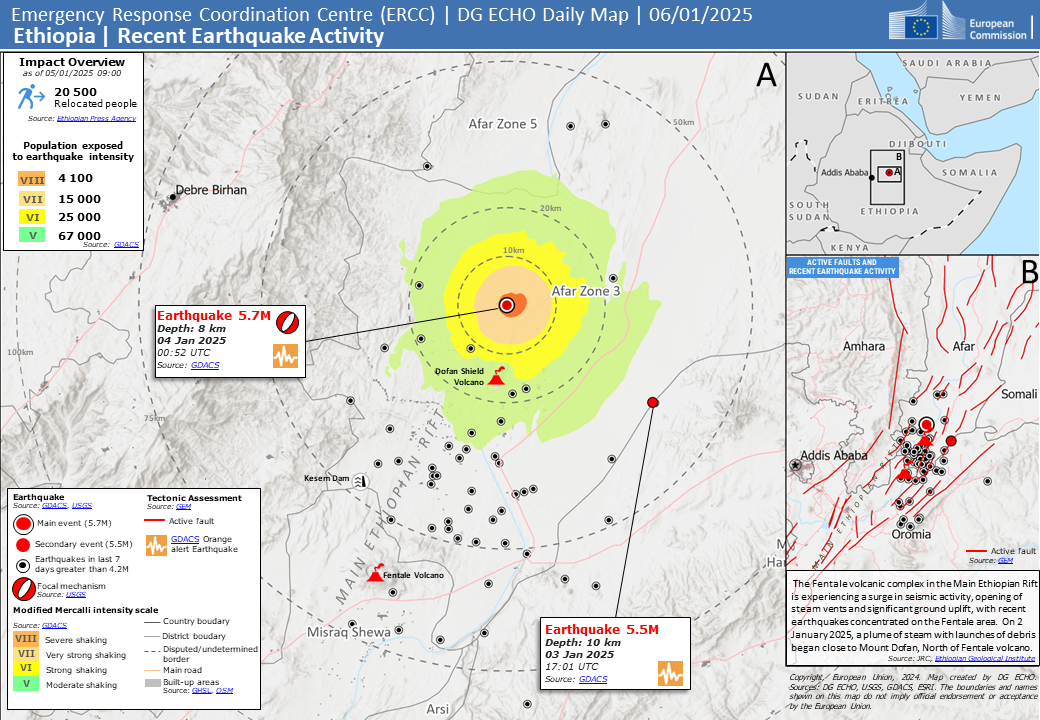 Emergency Response Coordination Centre (ERCC) | DG ECHO Daily Map | 06/01/2025
Ethiopia | Recent Earthquake Activity
European
Commission
Impact Overview
as of 05/01/2025 09:00
20 500
Relocated people
Source: Ethiopian Press Agency
Population exposed
to earthquake intensity
VIII 4 100
VII 15 000
VI 25 000
V 67 000
Source: GDACS
A
Afar Zone 5
50km
Debre Birhan
20km
10km
Afar Zone 3
Earthquake 5.7M
Depth: 8 km
04 Jan 2025
00:52 UTC
Source: GDACS
100km
75km
Dofan Shield
Volcano
Kesem Dam
MAIN ETHIOPIAN RIFT
Fentale Volcano
Misraq Shewa
Arsi
M
Ha
Earthquake 5.5M
Depth: 10 km
03 Jan 2025
17:01 UTC
Source: GDACS
Earthquake
Source: GDACS, USGS
Main event (5.7M)
Secondary event (5.5M)
Earthquakes in last 7
days greater than 4.2M
Focal mechanism
Source: USGS
Modified Mercalli intensity scale
Source: GDACS
VIII Severe shaking
VII Very strong shaking
VI Strong shaking
V Moderate shaking
Tectonic Assessment
Source: GEM
Active fault
GDACS Orange
alert Earthquake
Country boudary
District boudary
Disputed/undetermined
border
Main road
Built-up areas
Source: GHSL, OSM
SAUDI ARABIA
SUDAN
ERITREA
YEMEN
DJIBOUTI
B
Addis Ababa
A
SOMALIA
SOUTH
SUDAN
ETHIOPIA
KENYA
ACTIVE FAULTS AND
RECENT EARTHQUAKE ACTIVITY
B
Amhara
Afar
Somali
Addis Ababa
MAIN ETHIOPIAN RIFT
Oromia
Active fault
Source: GEM
The Fentale volcanic complex in the Main Ethiopian Rift
is experiencing a surge in seismic activity, opening of
steam vents and significant ground uplift, with recent
earthquakes concentrated on the Fentale area. On 2
January 2025, a plume of steam with launches of debris
began close to Mount Dofan, North of Fentale volcano.
Source: JRC, Ethiopian Geological Institute
Copyright, European Union, 2024. Map created by DG ECHO.
Sources: DG ECHO, USGS, GDACS, ESRI. The boundaries and names
shown on this map do not imply official endorsement or acceptance
by the European Union.